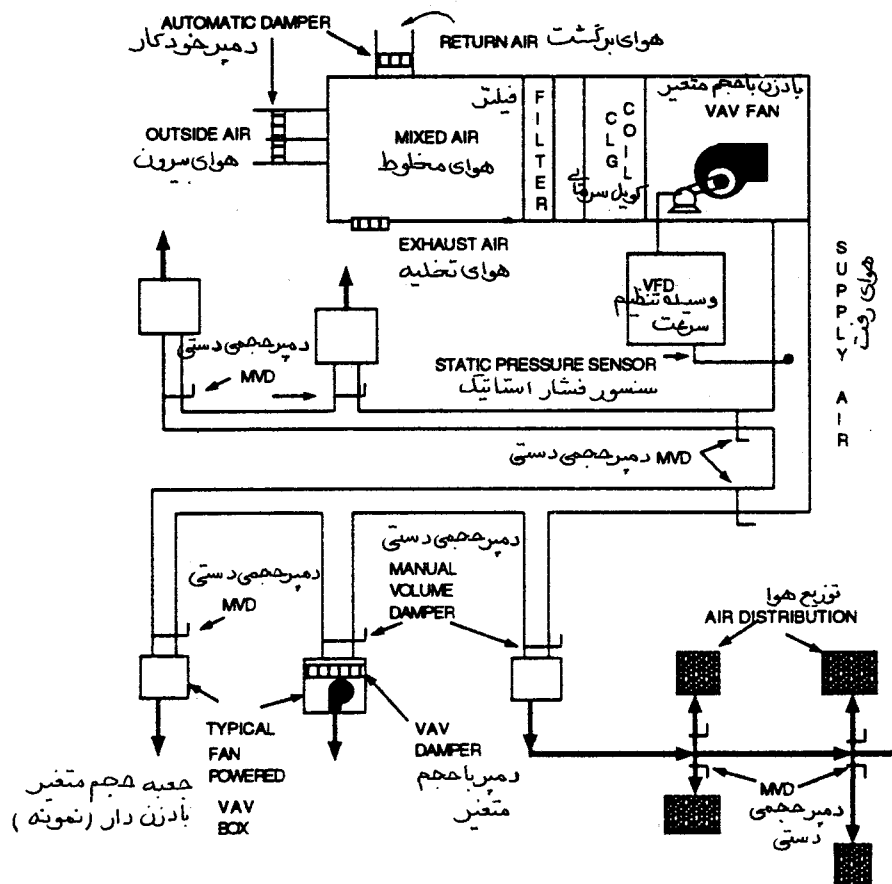 AUTOMATIC DAMPER
دمپر خودکار
RETURN AIR هوای برگشت
OUTSIDE AIR
هوای بیرون
فیلتر
MIXED AIR
هوای مخلوط
FILTER
CLG COIL
کویل سرمایی
بادزن باحجم متغیر
VAV FAN
EXHAUST AIR
هوای تخلیه
VFD
وسیله تنظیم
سرعت
SUPPLY AIR
هوای رفت
دمپر حجمی دستی
MVD
STATIC PRESSURE SENSOR
سنسور فشار استاتیک
دمپر حجمی دستی MVD
دمپر حجمی دستی
MVD
دمپر حجمی دستی
MANUAL
VOLUME
DAMPER
توزیع هوا
AIR DISTRIBUTION
TYPICAL
FAN
POWERED
VAV
BOX
جعبه حجم متغیر
بادزن دار (نمونه)
VAV
DAMPER
دمپر باحجم
متغیر
MVD
دمپر حجمی
دستی